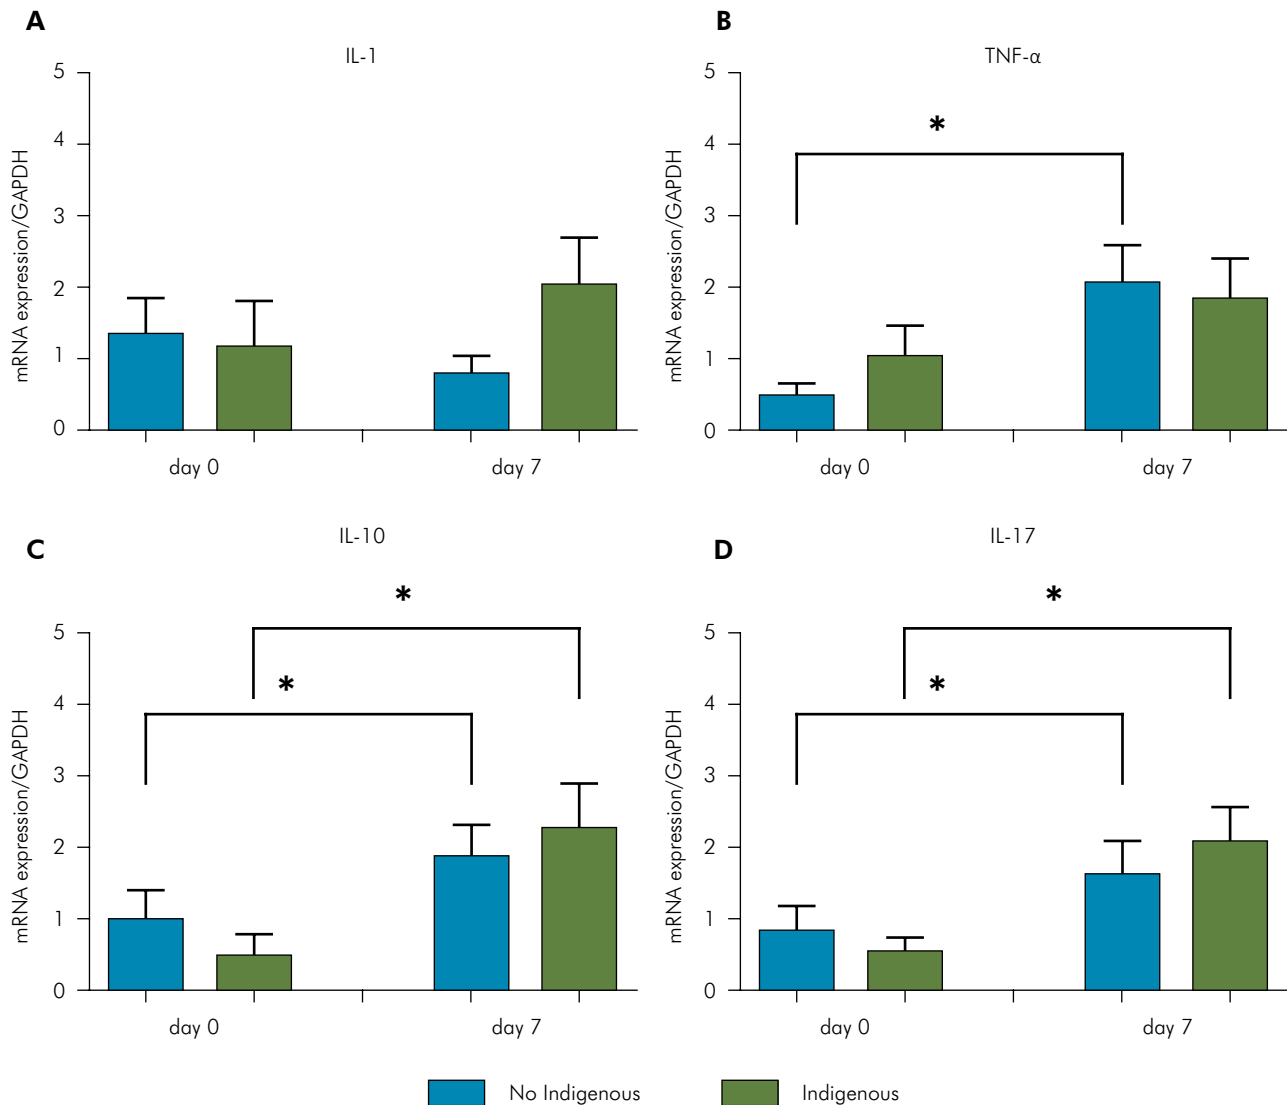 A
IL-1
mRNA expression/GAPDH
5
4
3
2
1
0
day 0
day 7
B
TNF-α
mRNA expression/GAPDH
5
4
3
2
1
0
*
day 0
day 7
C
IL-10
mRNA expression/GAPDH
5
4
3
2
1
0
*
*
day 0
day 7
D
IL-17
mRNA expression/GAPDH
5
4
3
2
1
0
*
*
day 0
day 7
No Indigenous
Indigenous